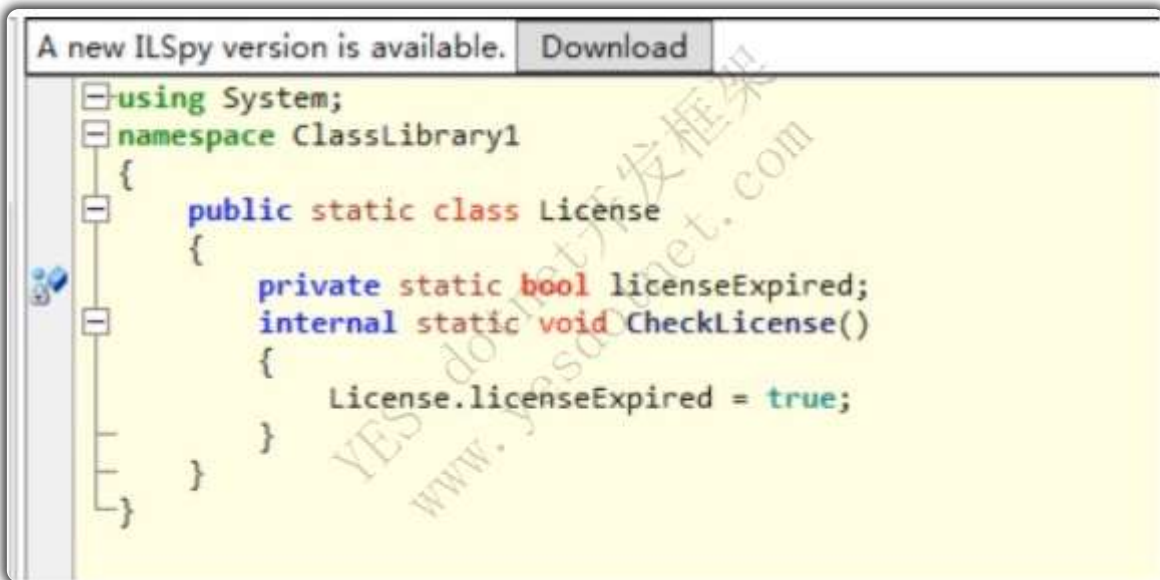 A new ILSpy version is available. Download
using System;
namespace ClassLibrary1
{
public static class License
{
private static bool licenseExpired;
internal static void CheckLicense()
{
License.licenseExpired = true;
}
}
}
YES dotnet开发框架
www.yesdotnet.com